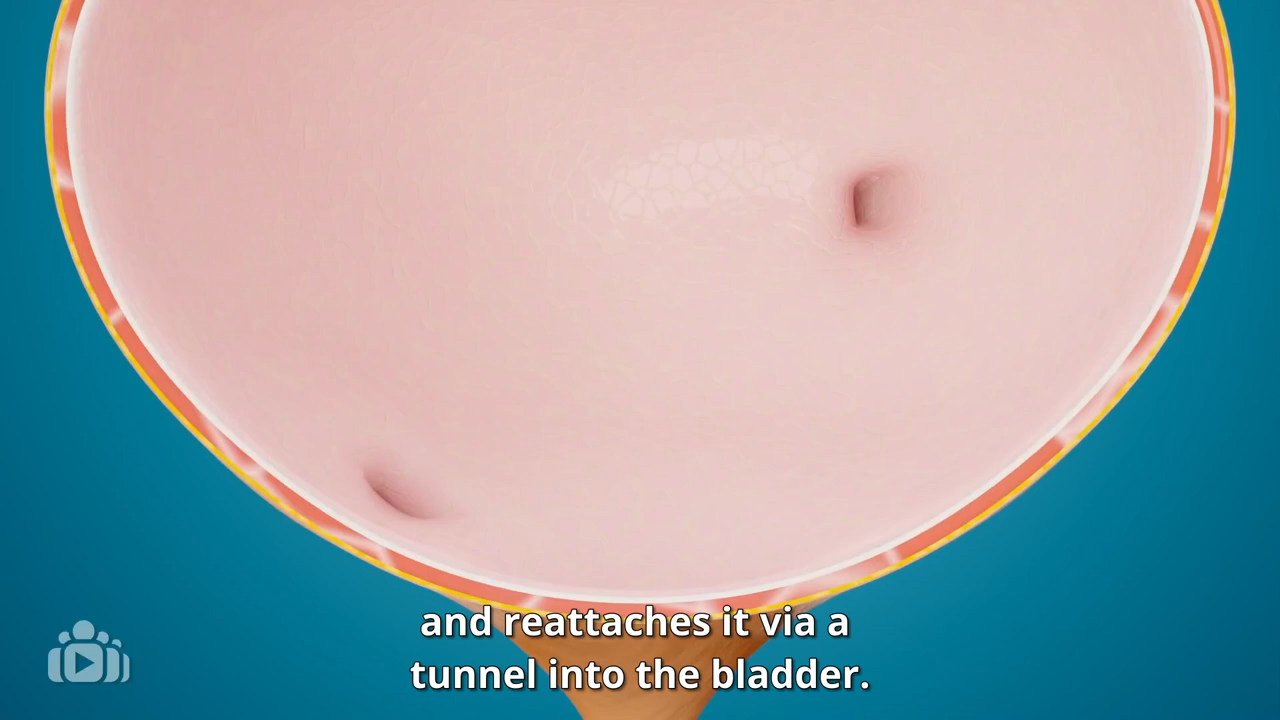 and reattaches it via a
tunnel into the bladder.